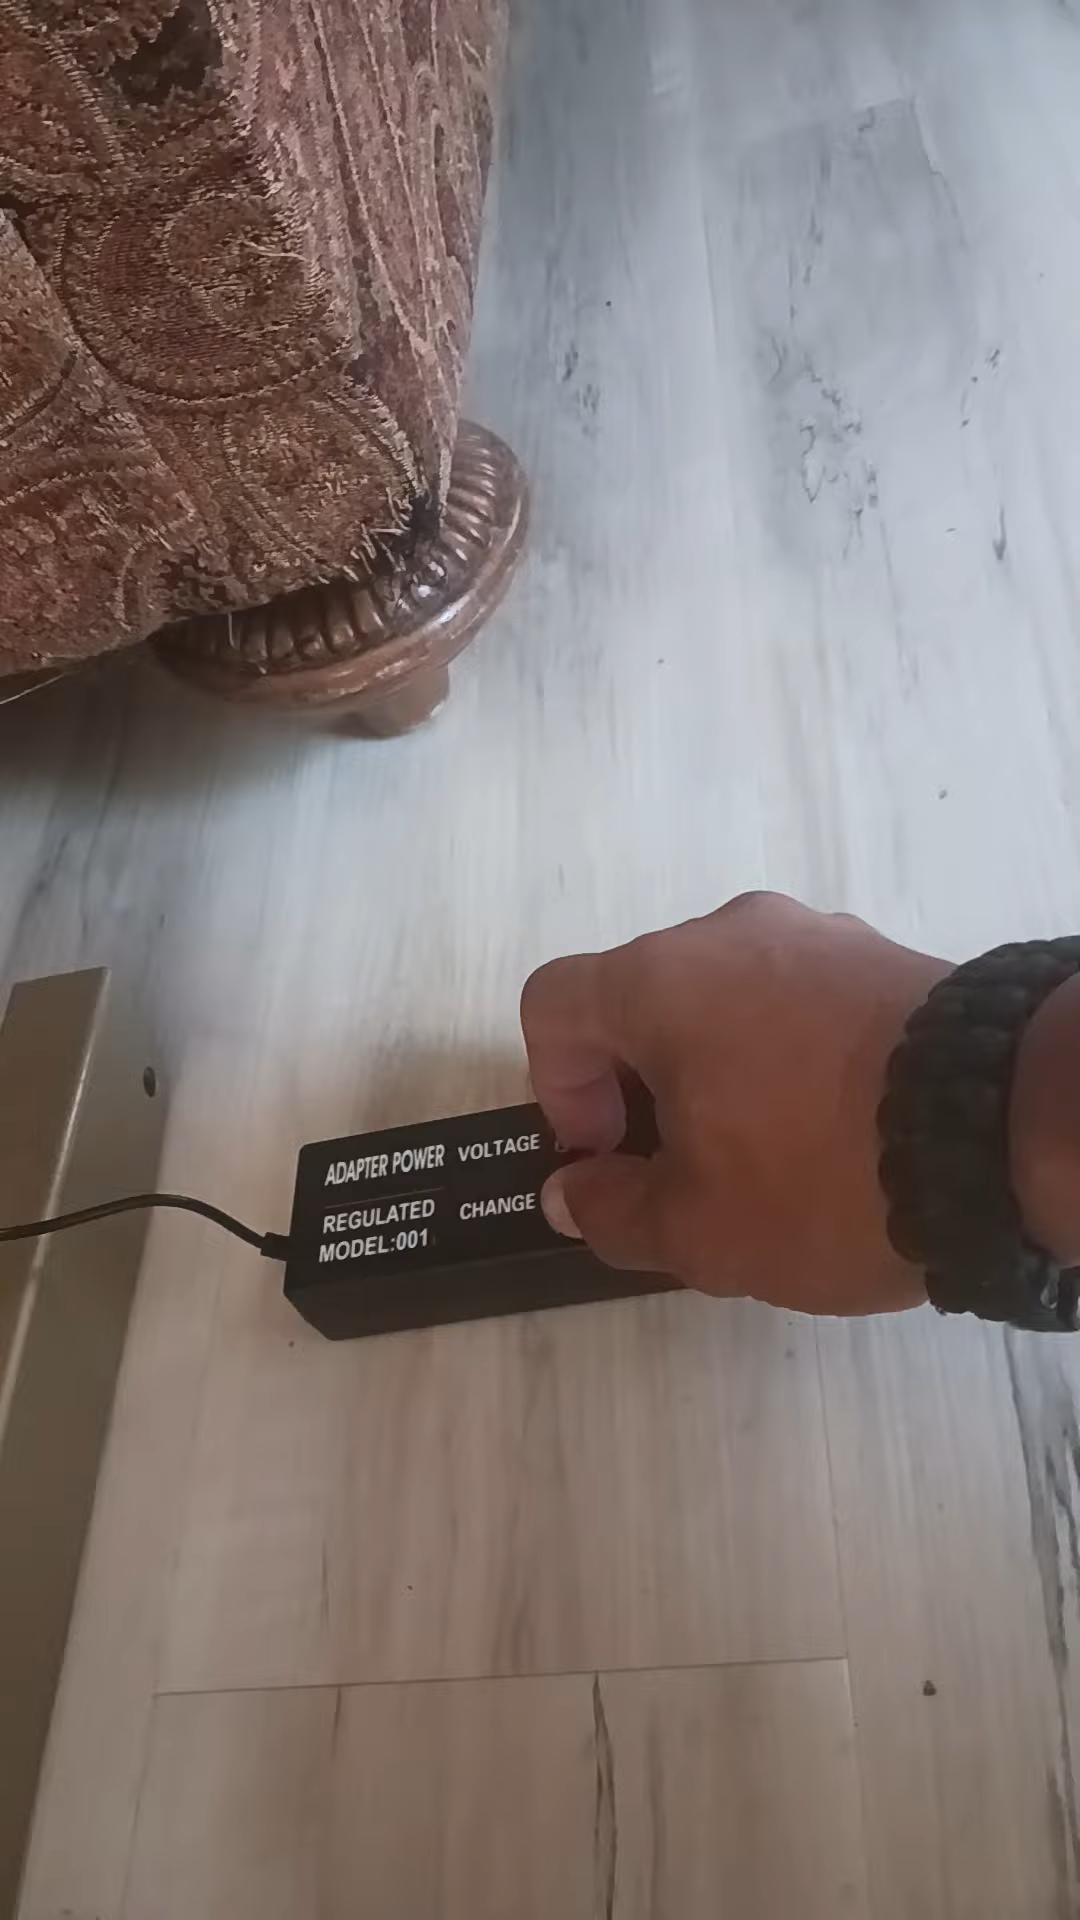 ADAPTER POWER
REGULATED
MODEL:001
VOLTAGE
CHANGE